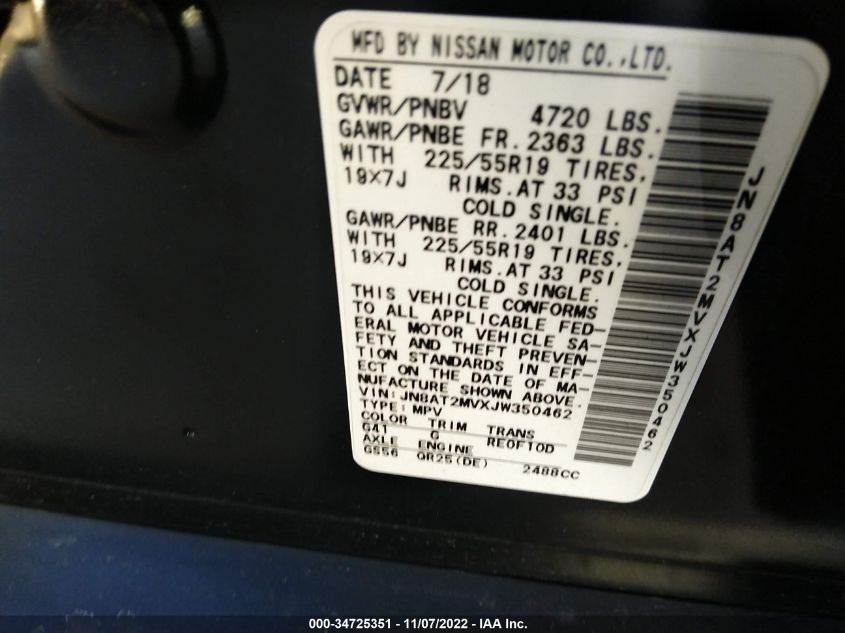 MFD BY NISSAN MOTOR CO.,LTD.
DATE 7/18
GVWR/PNBV 4720 LBS.
GAWR/PNBE FR. 2363 LBS.
WITH 225/55R19 TIRES,
19X7J RIMS.AT 33 PSI
COLD SINGLE.
GAWR/PNBE RR. 2401 LBS.
WITH 225/55R19 TIRES,
19X7J RIMS.AT 33 PSI
COLD SINGLE.
THIS VEHICLE CONFORMS
TO ALL APPLICABLE FED-
ERAL MOTOR VEHICLE SA-
FETY AND THEFT PREVEN-
TION STANDARDS IN EFF-
ECT ON THE DATE OF MA-
NUFACTURE SHOWN ABOVE.
VIN:JN8AT2MVXJW350462
TYPE:MPV
COLOR TRIM TRANS
G41 G RE0F10D
AXLE ENGINE
GS56 QR25(DE) 2488CC
JN8AT2MVXJW350462
000-34725351 - 11/07/2022 - IAA Inc.